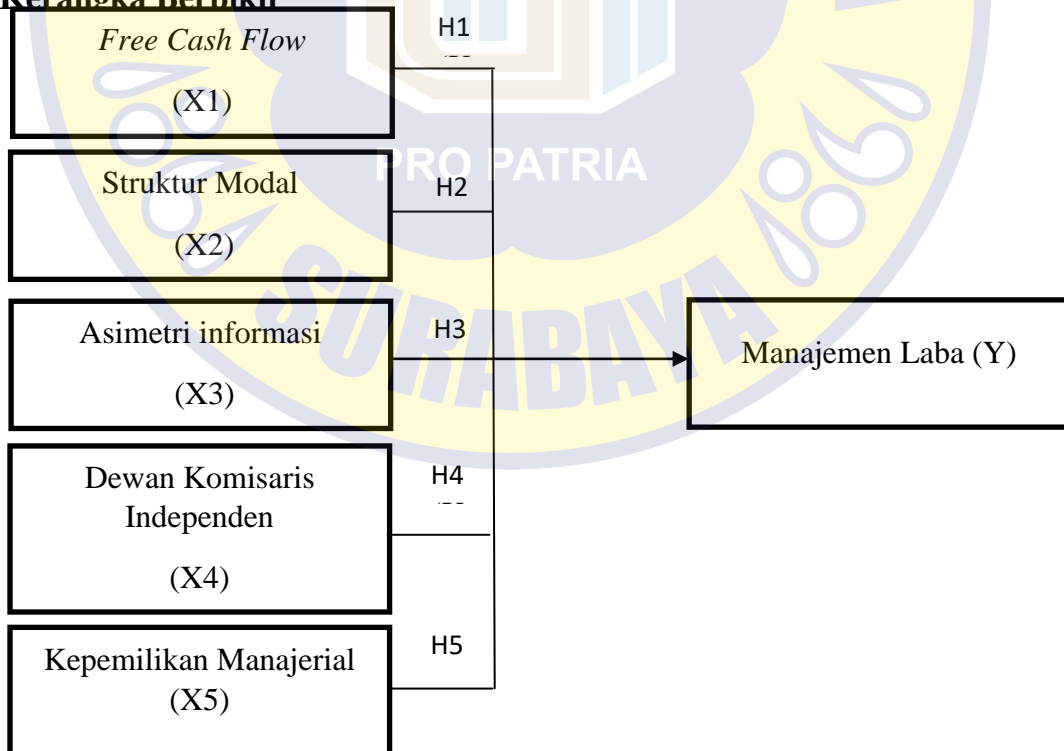 Kerangka Berpikir
Free Cash Flow
(X1)
H1
Struktur Modal
(X2)
H2
Asimetri informasi
(X3)
H3
Dewan Komisaris
Independen
(X4)
H4
Kepemilikan Manajerial
(X5)
H5
Manajemen Laba (Y)
PRO PATRIA
SURABAYA